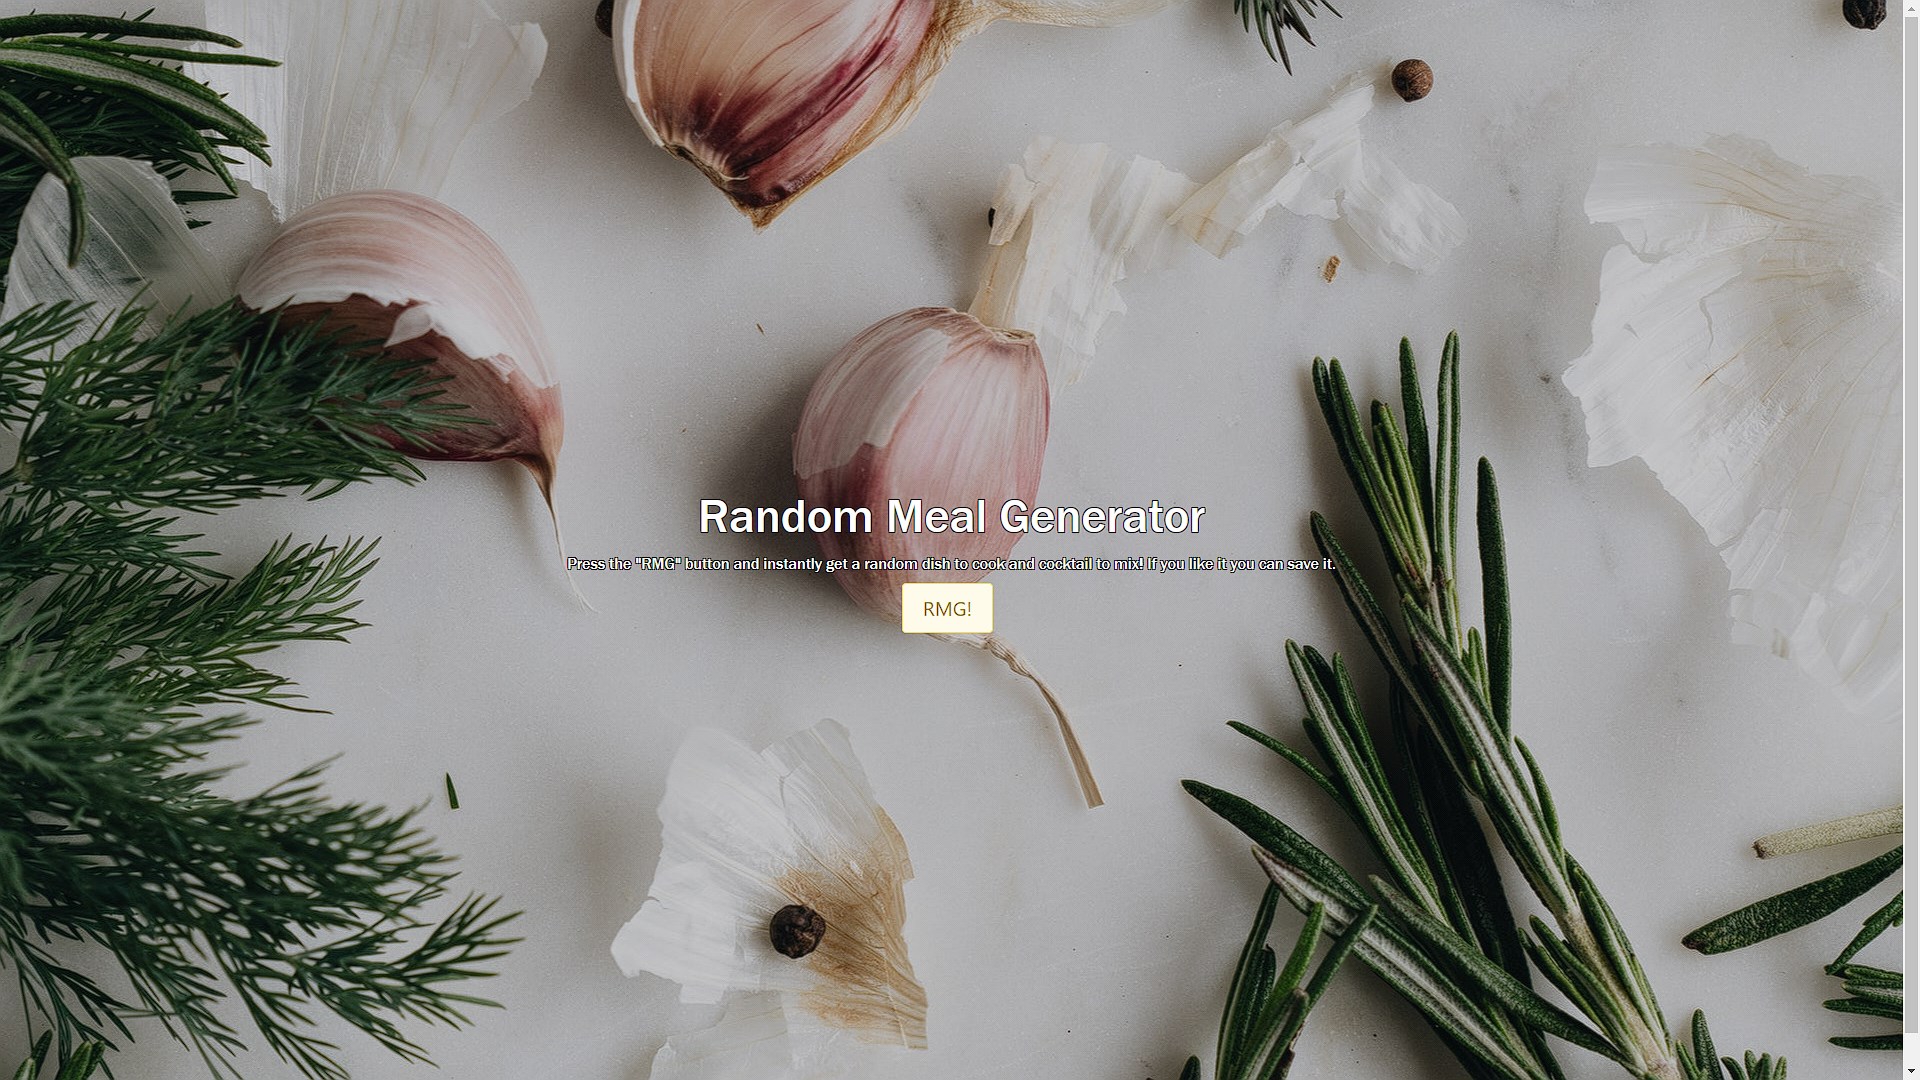 Random Meal Generator
Press the "RMG" button and instantly get a random dish to cook and cocktail to mix! If you like it you can save it.
RMG!